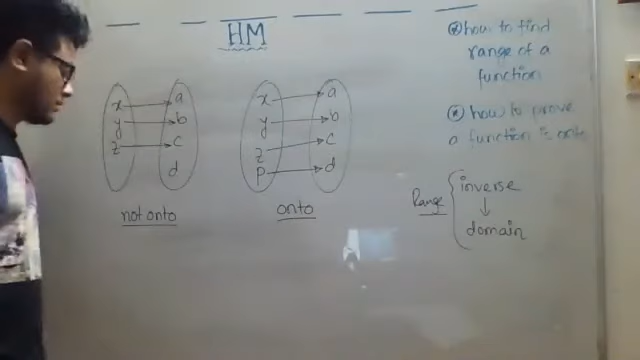 HM
x a
y b
z c
d
not onto
x a
y b
z c
p d
onto
* how to find
range of a
function
* how to prove
a function is onto
Range
inverse
↓
domain